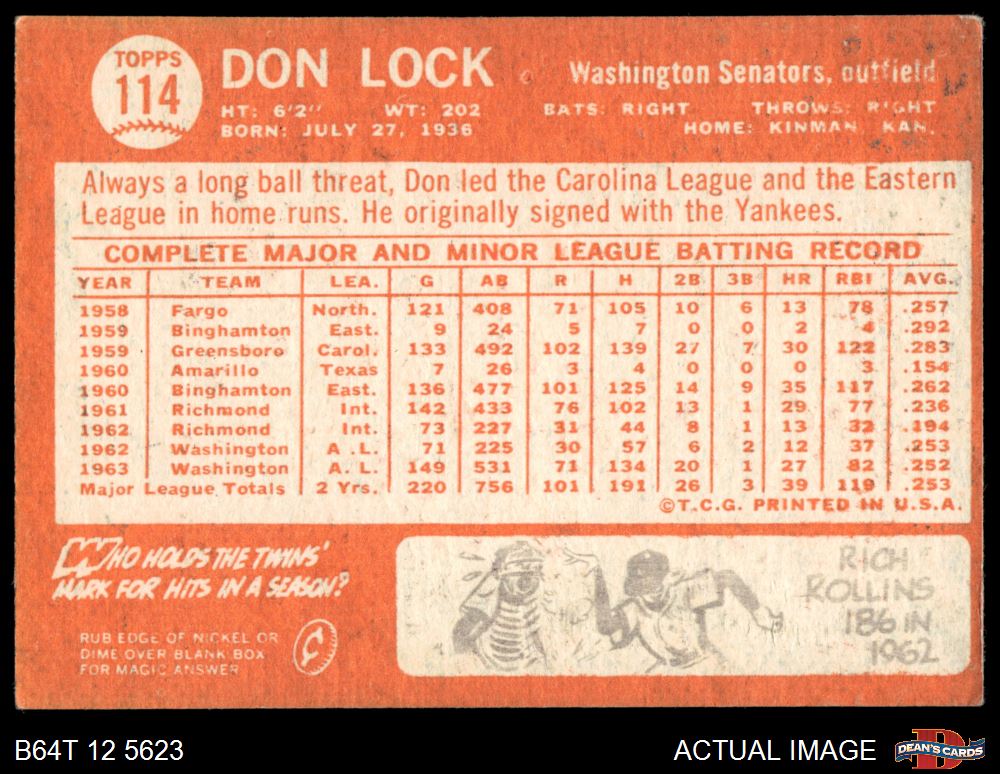 TOPPS
114
DON LOCK
Washington Senators, outfield
HT: 6'2" WT: 202 BATS: RIGHT THROWS: RIGHT
BORN: JULY 27, 1936 HOME: KINMAN, KAN.
Always a long ball threat, Don led the Carolina League and the Eastern
League in home runs. He originally signed with the Yankees.
COMPLETE MAJOR AND MINOR LEAGUE BATTING RECORD
YEAR TEAM LEA. G AB R H 2B 3B HR RBI AVG.
1958 Fargo North. 121 408 71 105 10 6 13 78 .257
1959 Binghamton East. 9 24 5 7 0 0 2 4 .292
1959 Greensboro Carol. 133 492 102 139 27 7 30 122 .283
1960 Amarillo Texas 7 26 3 4 0 0 0 3 .154
1960 Binghamton East. 136 477 101 125 14 9 35 117 .262
1961 Richmond Int. 142 433 76 102 13 1 29 77 .236
1962 Richmond Int. 73 227 31 44 8 1 13 32 .194
1962 Washington A.L. 71 225 30 57 6 2 12 37 .253
1963 Washington A.L. 149 531 71 134 20 1 27 82 .252
Major League Totals 2 Yrs. 220 756 101 191 26 3 39 119 .253
©T.C.G. PRINTED IN U.S.A.
WHO HOLDS THE TWINS'
MARK FOR HITS IN A SEASON?
RUB EDGE OF NICKEL OR
DIME OVER BLANK BOX
FOR MAGIC ANSWER
RICH
ROLLINS
186 IN
1962
B64T 12 5623
ACTUAL IMAGE
DEAN'S CARDS